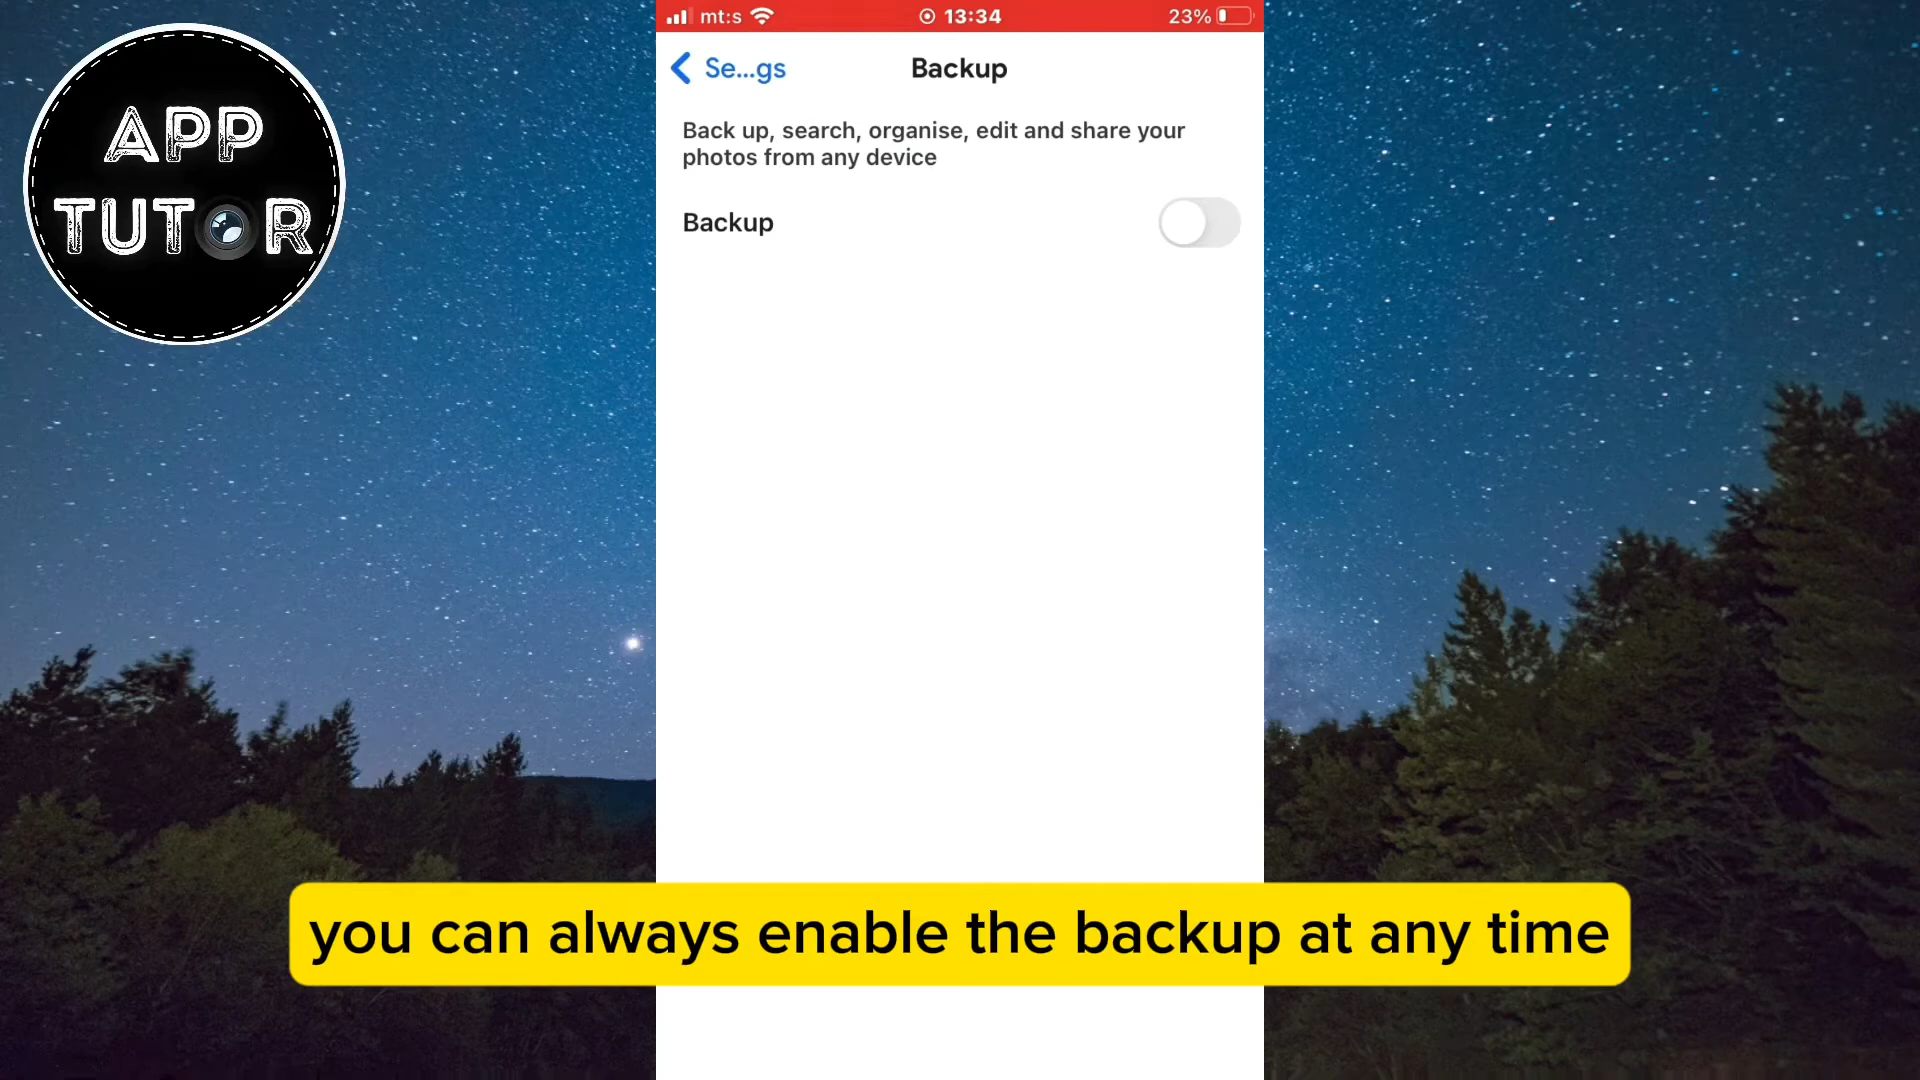 APP
TUTOR
mt:s 13:34 23%
Se...gs Backup
Back up, search, organise, edit and share your
photos from any device
Backup
you can always enable the backup at any time